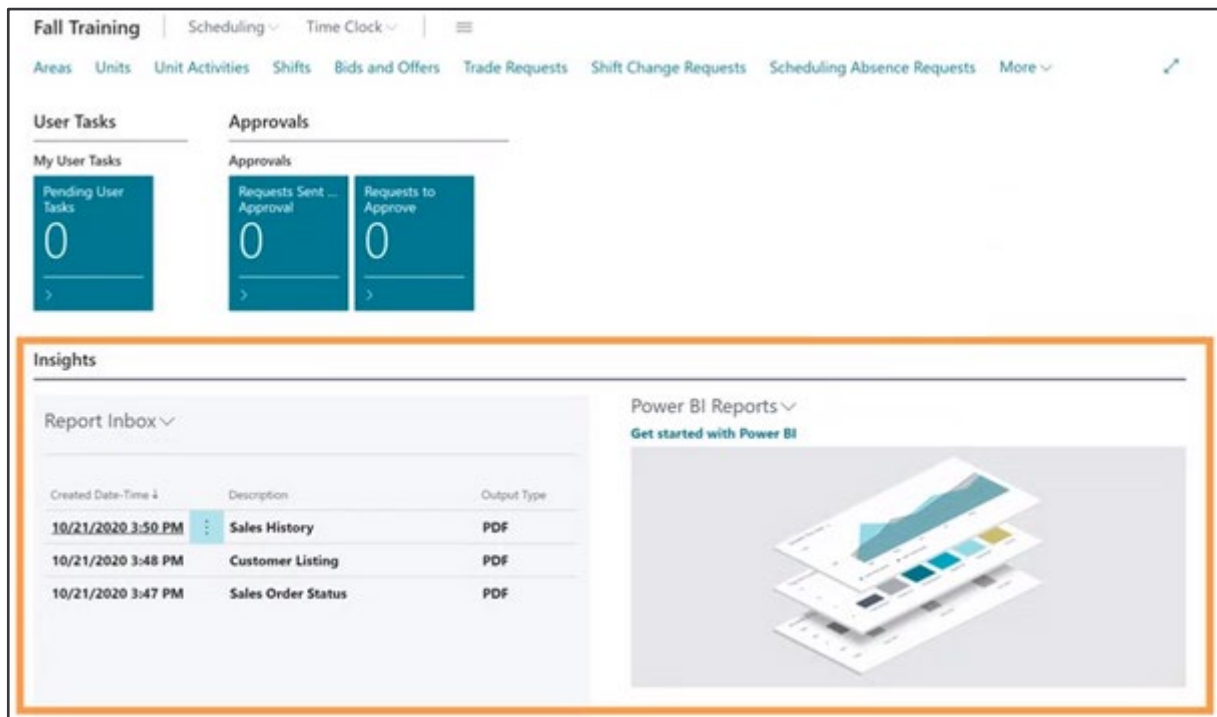 Fall Training Scheduling Time Clock
Areas Units Unit Activities Shifts Bids and Offers Trade Requests Shift Change Requests Scheduling Absence Requests More
User Tasks Approvals
My User Tasks Approvals
Pending User
Tasks
0
Requests Sent ...
Approval
0
Requests to
Approve
0
Insights
Report Inbox
Created Date-Time ↓ Description Output Type
10/21/2020 3:50 PM Sales History PDF
10/21/2020 3:48 PM Customer Listing PDF
10/21/2020 3:47 PM Sales Order Status PDF
Power BI Reports
Get started with Power BI